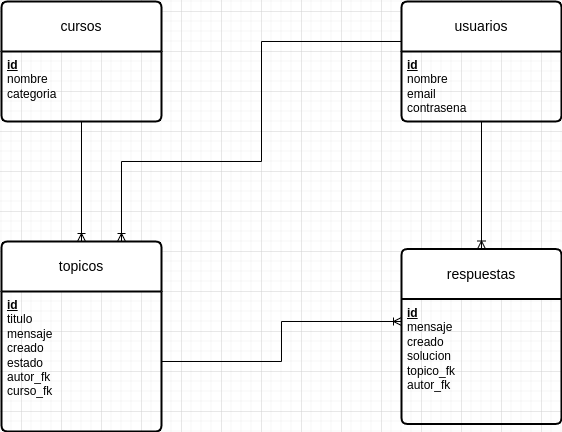 cursos
id
nombre
categoria
usuarios
id
nombre
email
contrasena
topicos
id
titulo
mensaje
creado
estado
autor_fk
curso_fk
respuestas
id
mensaje
creado
solucion
topico_fk
autor_fk